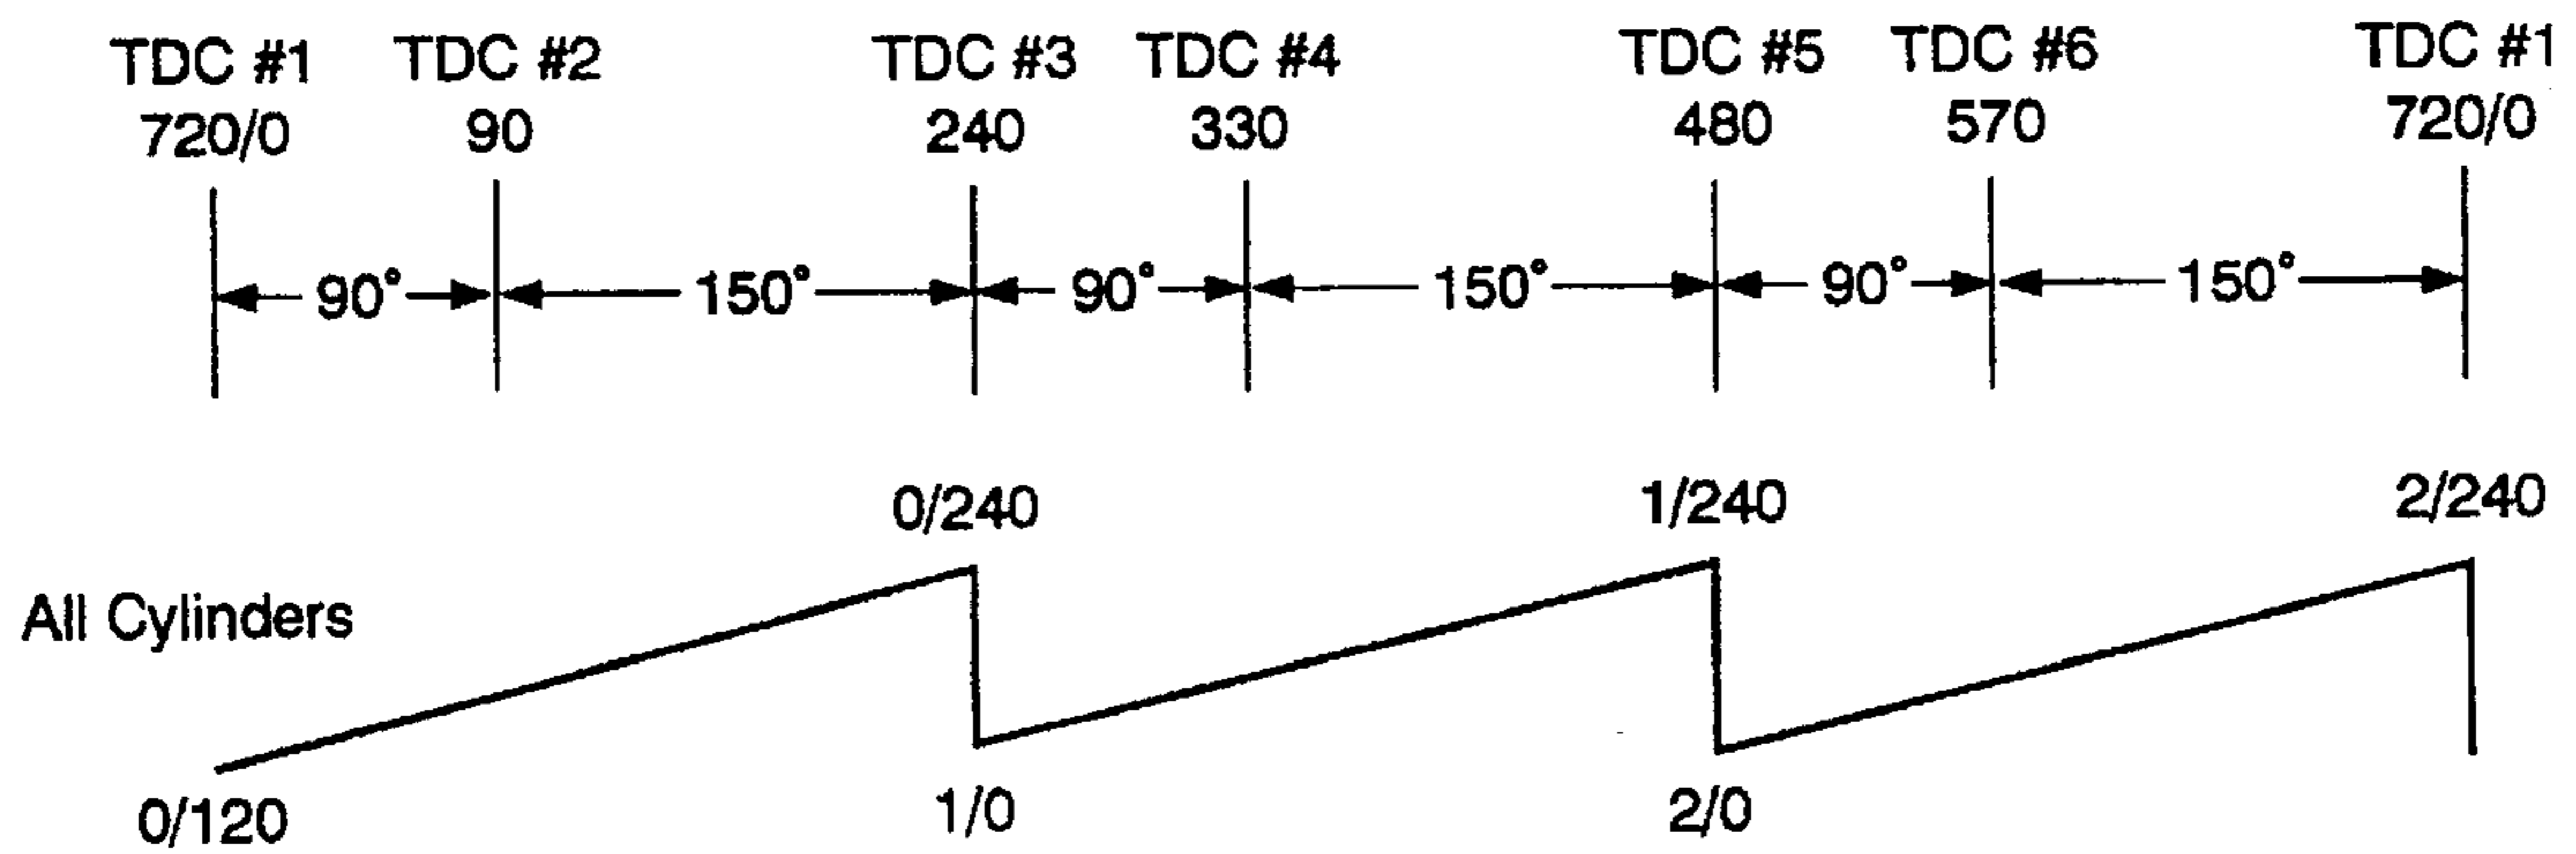 TDC #1 TDC #2 TDC #3 TDC #4 TDC #5 TDC #6 TDC #1
720/0 90 240 330 480 570 720/0
90° 150° 90° 150° 90° 150°
0/240 1/240 2/240
All Cylinders
0/120 1/0 2/0